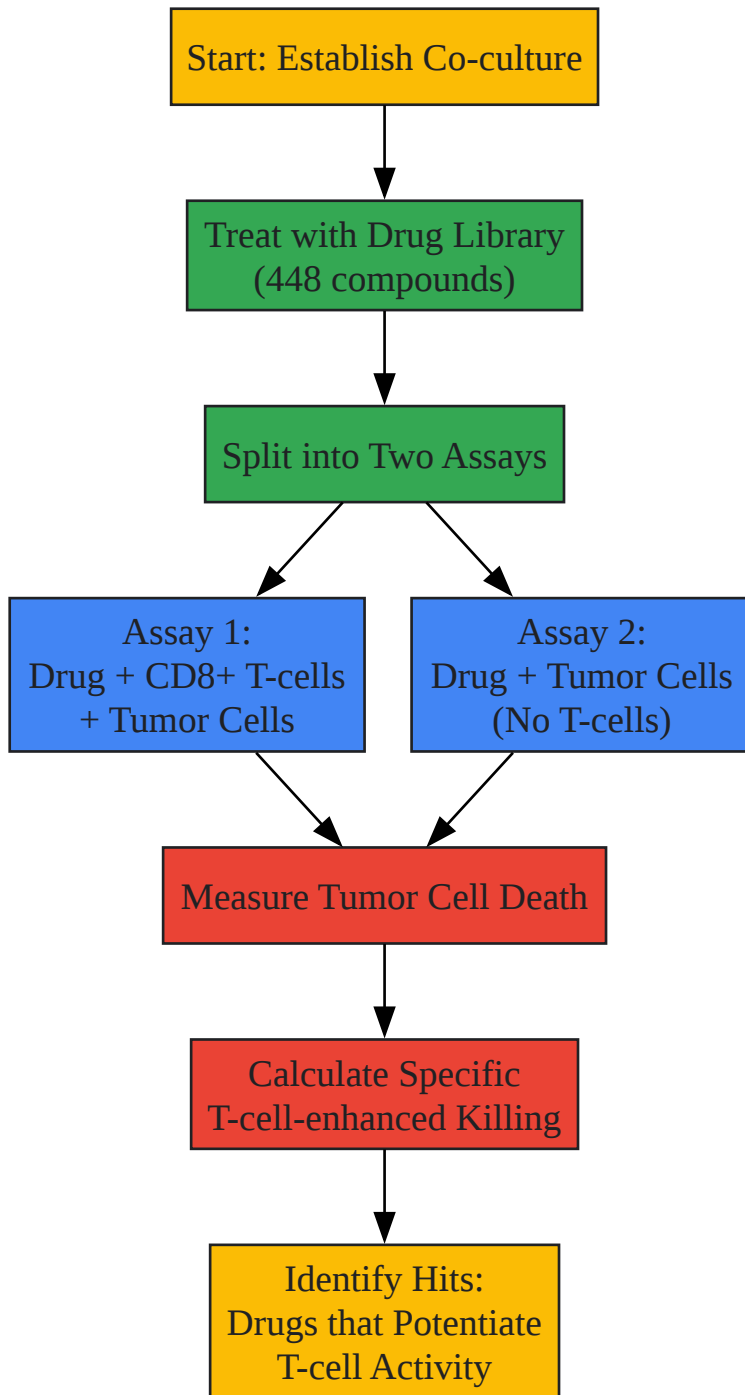 Start: Establish Co-culture
Treat with Drug Library
(448 compounds)
Split into Two Assays
Assay 1:
Drug + CD8+ T-cells
+ Tumor Cells
Assay 2:
Drug + Tumor Cells
(No T-cells)
Measure Tumor Cell Death
Calculate Specific
T-cell-enhanced Killing
Identify Hits:
Drugs that Potentiate
T-cell Activity